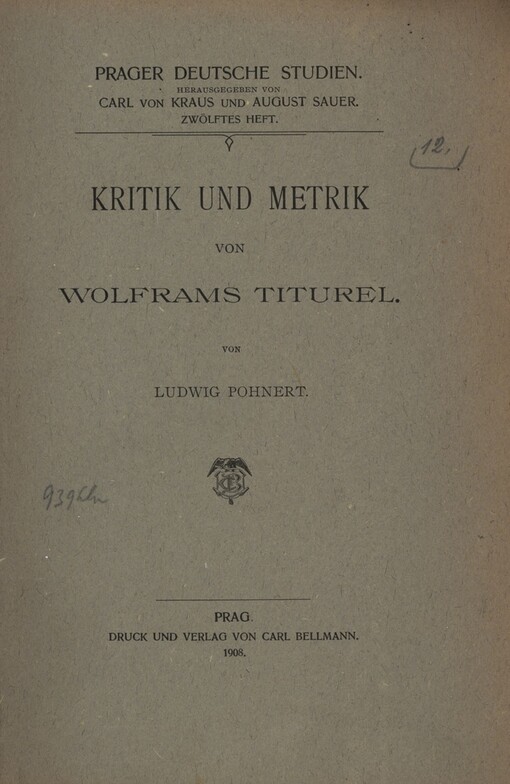 PRAGER DEUTSCHE STUDIEN.
HERAUSGEGEBEN VON
CARL VON KRAUS UND AUGUST SAUER.
ZWÖLFTES HEFT.
12.
KRITIK UND METRIK
VON
WOLFRAMS TITUREL.
VON
LUDWIG POHNERT.
PRAG.
DRUCK UND VERLAG VON CARL BELLMANN.
1908.